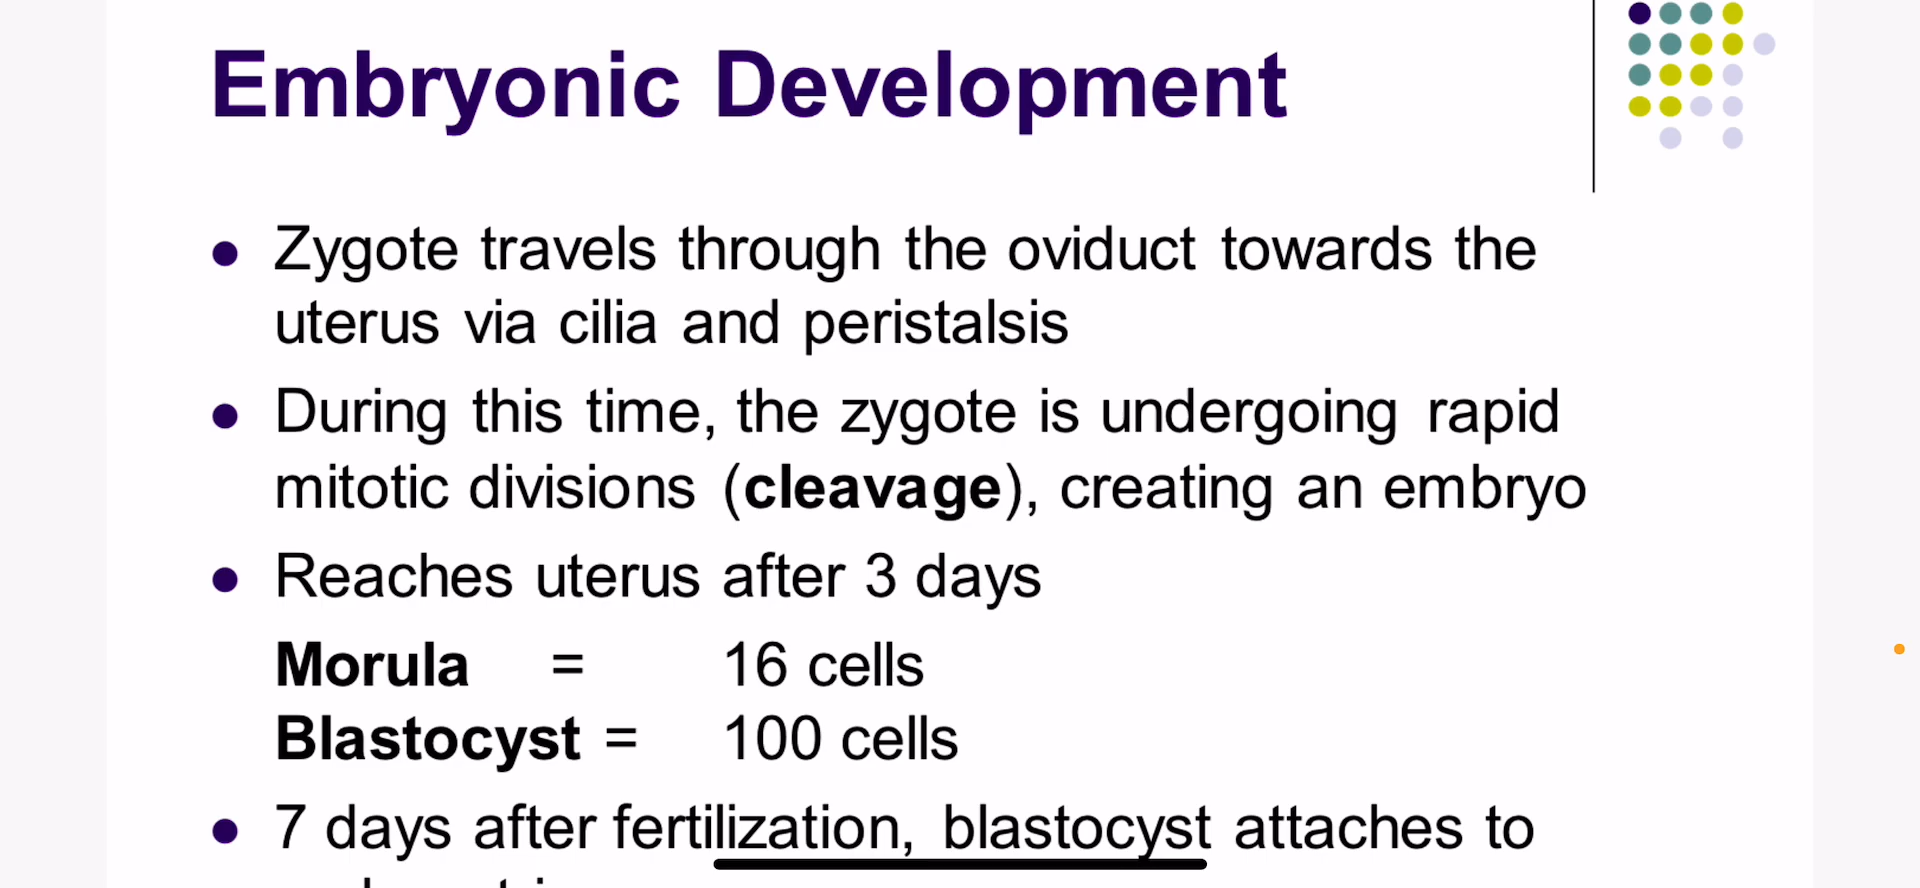 Embryonic Development
Zygote travels through the oviduct towards the
uterus via cilia and peristalsis
During this time, the zygote is undergoing rapid
mitotic divisions (cleavage), creating an embryo
Reaches uterus after 3 days
Morula = 16 cells
Blastocyst = 100 cells
7 days after fertilization, blastocyst attaches to